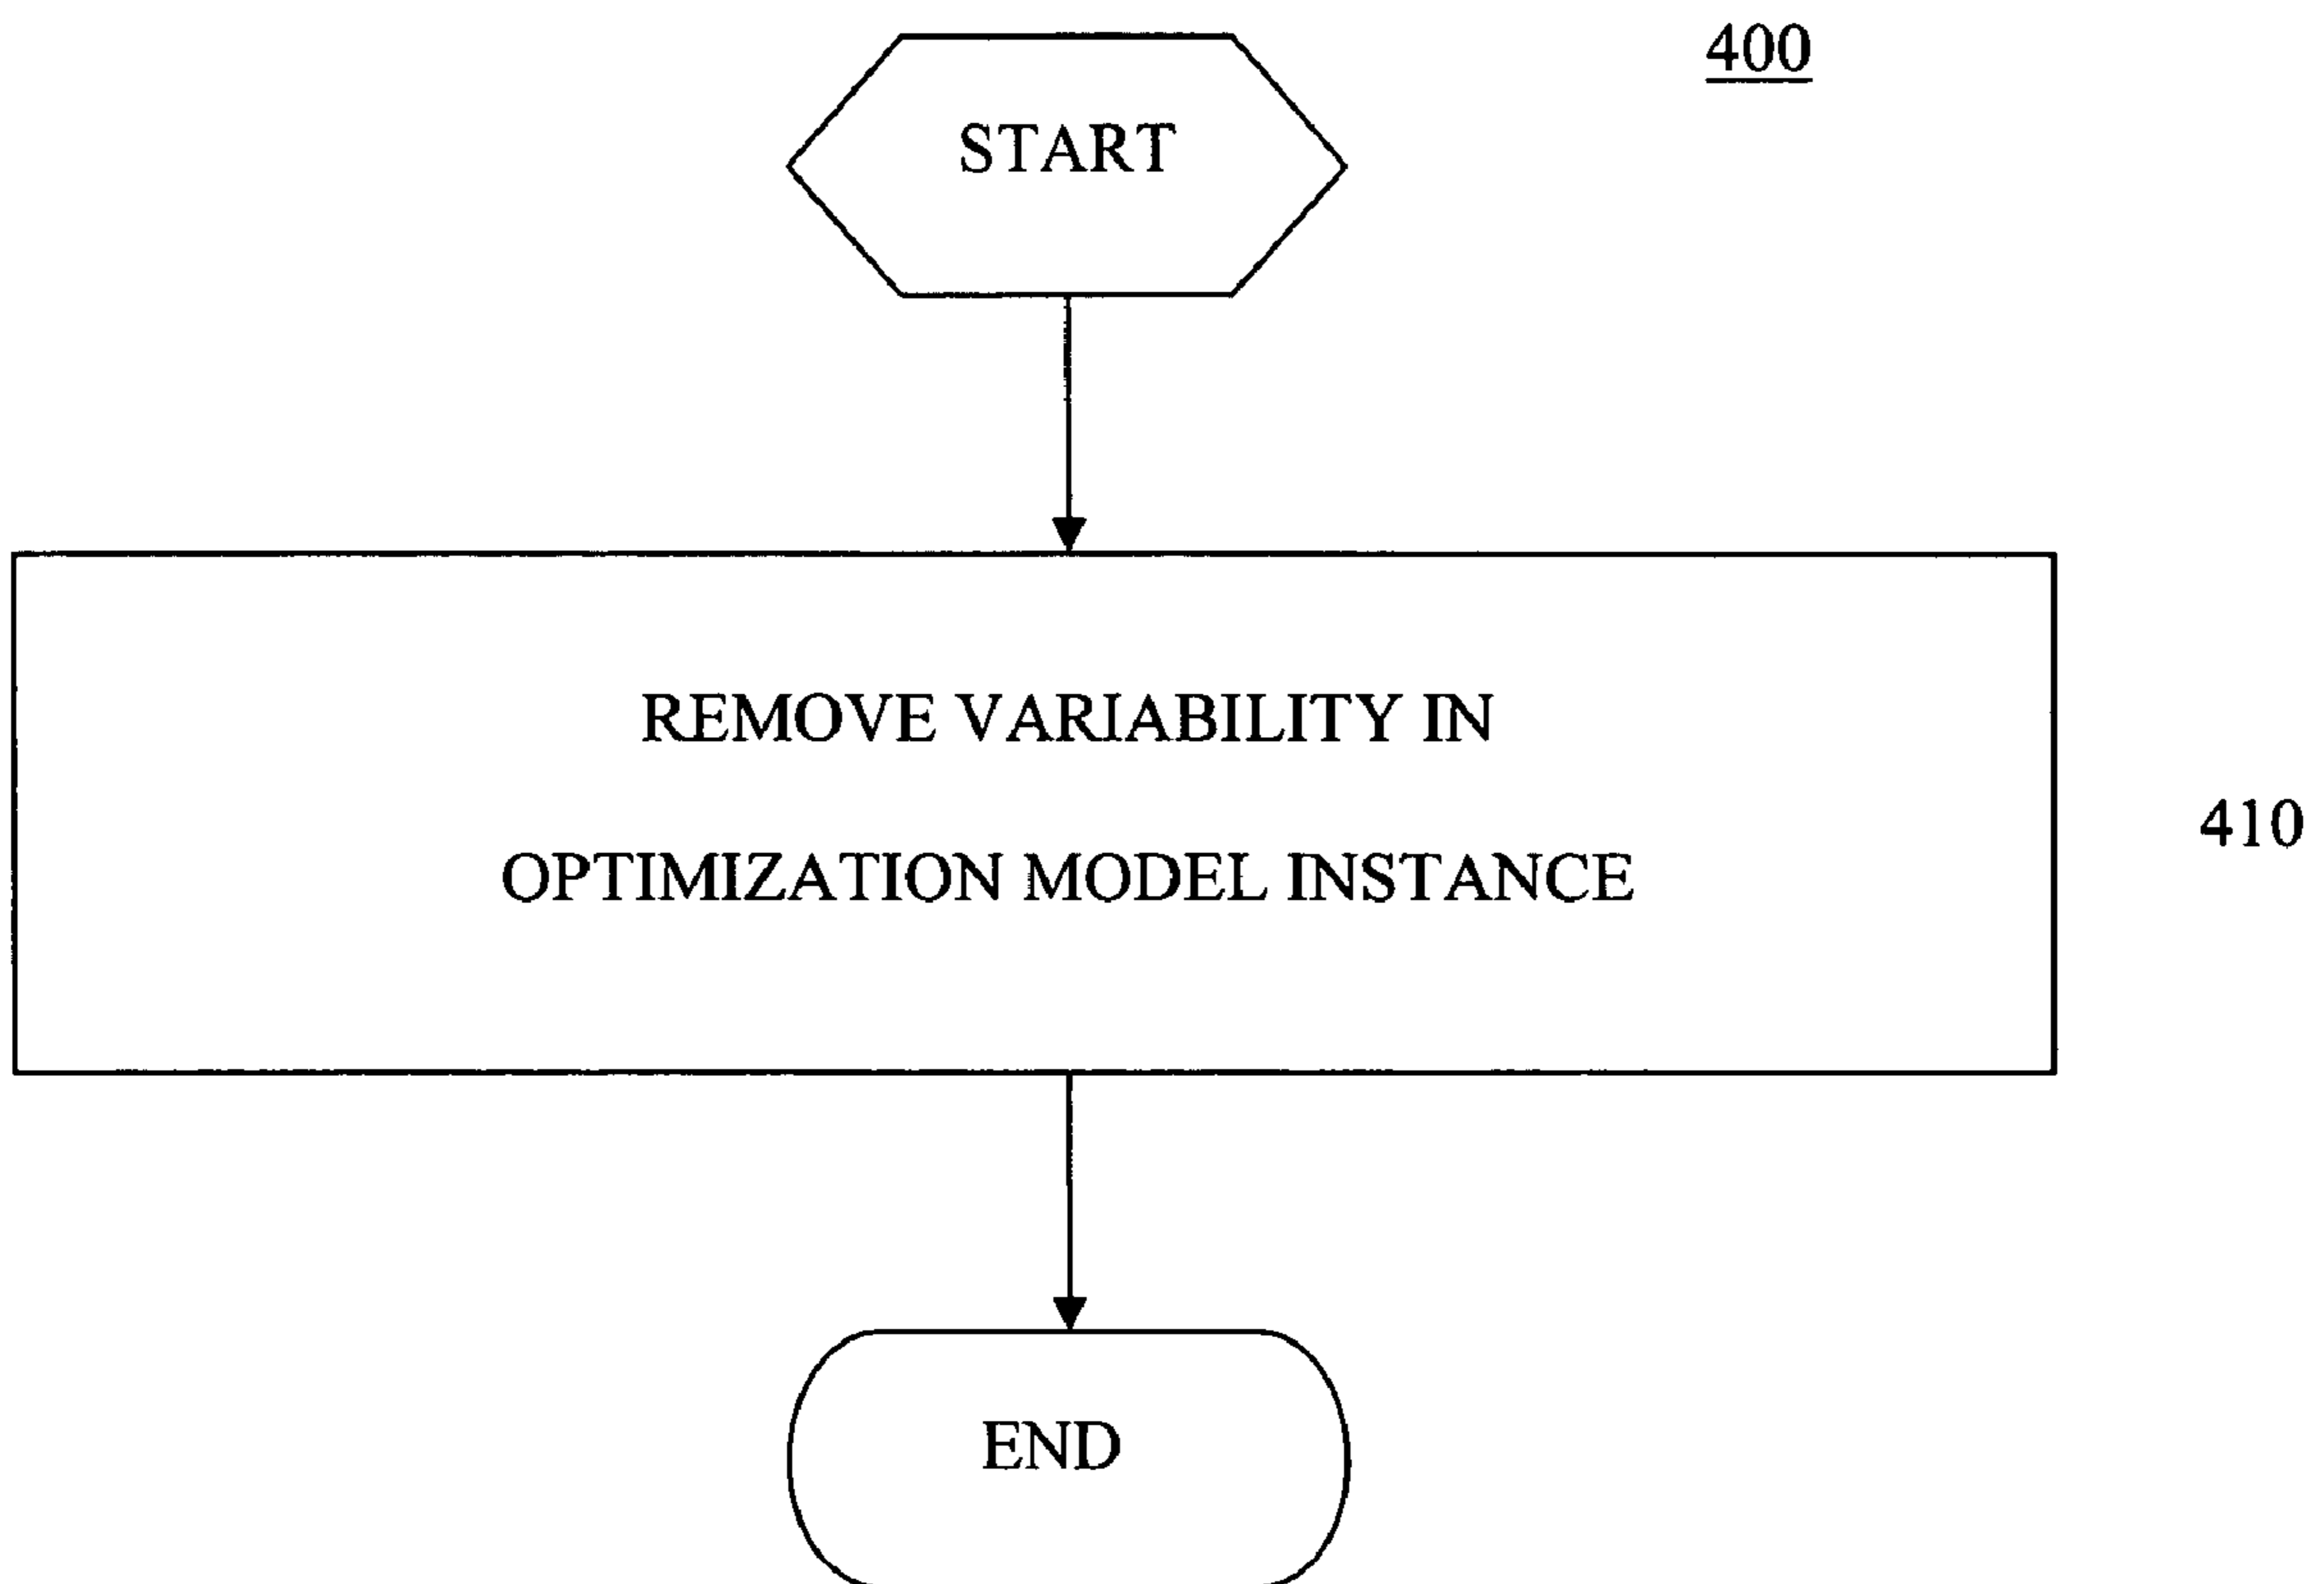 400
START
REMOVE VARIABILITY IN
OPTIMIZATION MODEL INSTANCE
410
END